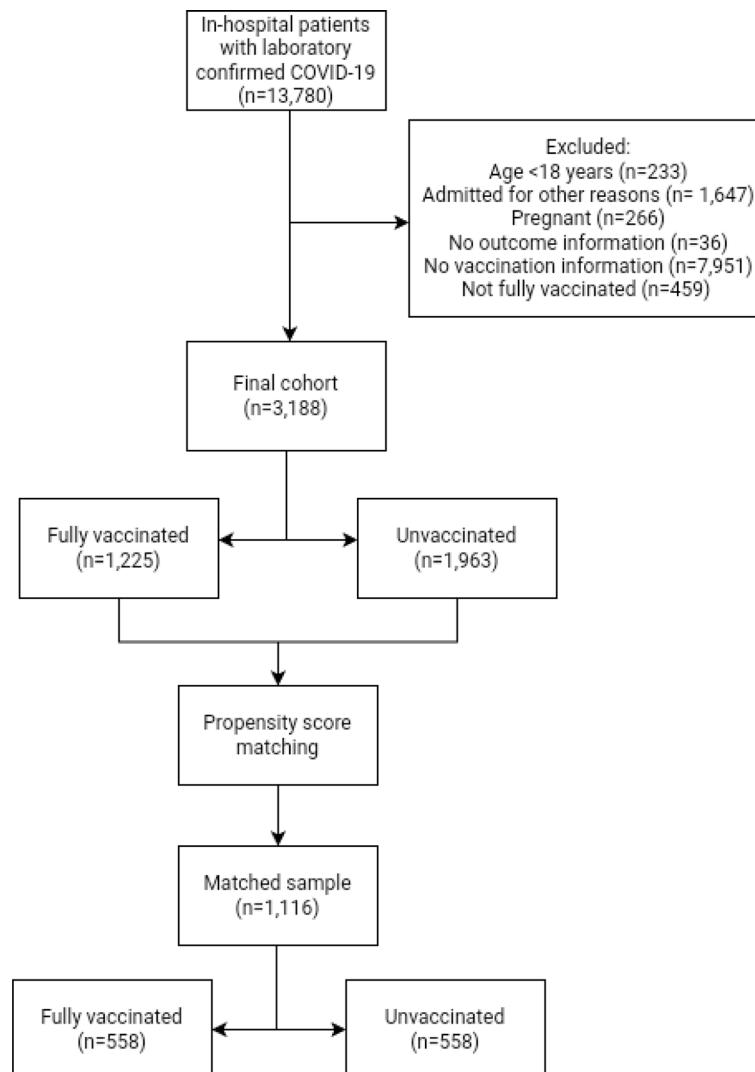 In-hospital patients
with laboratory
confirmed COVID-19
(n=13,780)
Excluded:
Age <18 years (n=233)
Admitted for other reasons (n= 1,647)
Pregnant (n=266)
No outcome information (n=36)
No vaccination information (n=7,951)
Not fully vaccinated (n=459)
Final cohort
(n=3,188)
Fully vaccinated
(n=1,225)
Unvaccinated
(n=1,963)
Propensity score
matching
Matched sample
(n=1,116)
Fully vaccinated
(n=558)
Unvaccinated
(n=558)